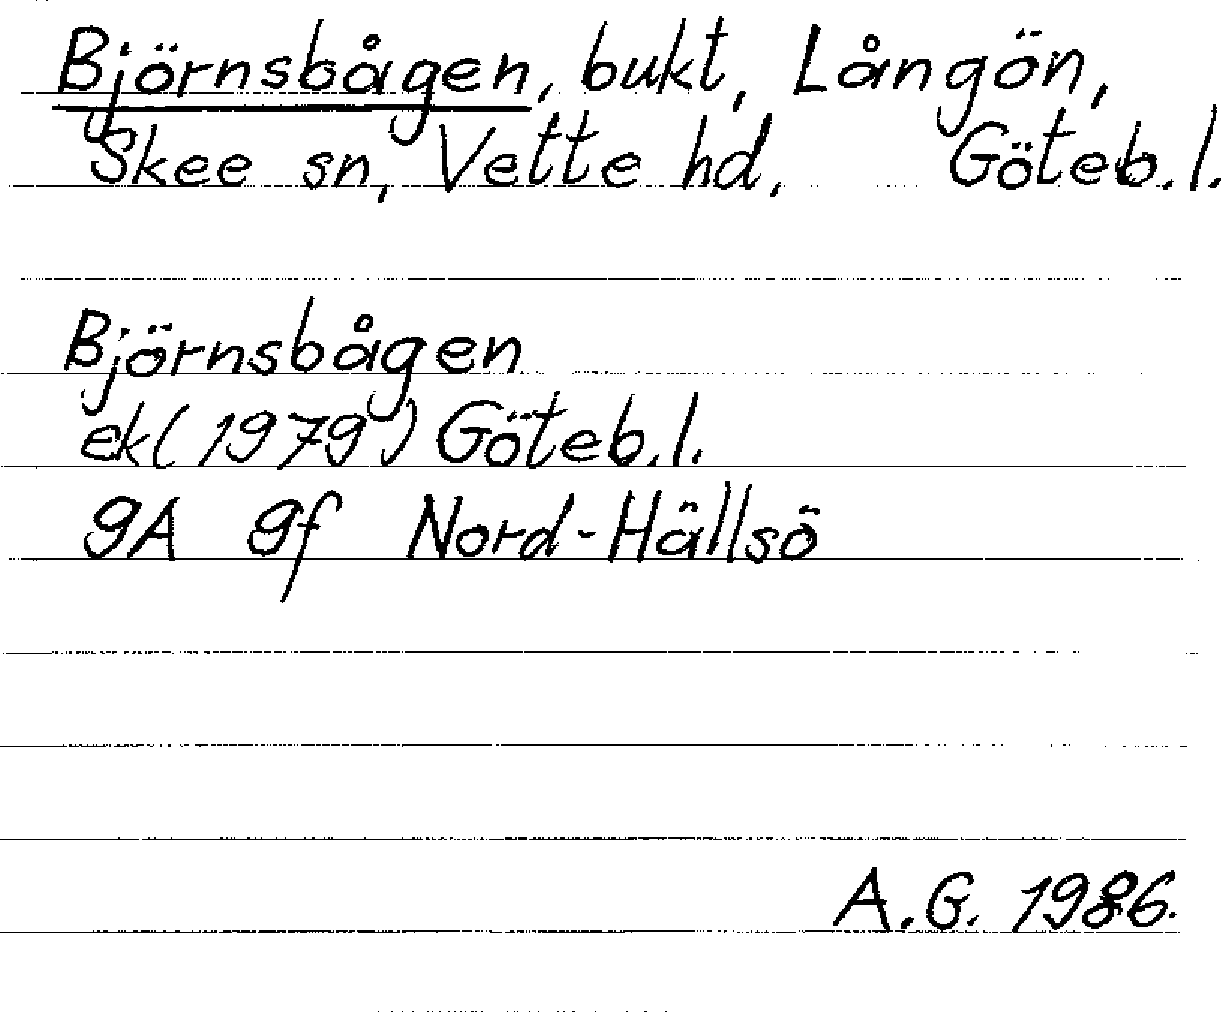 Björnsbågen, bukt, Långön,
Skee sn, Vette hd, Göteb.l.
Björnsbågen
ek(1979) Göteb.l.
9A 9f Nord-Hällsö
A.G. 1986.